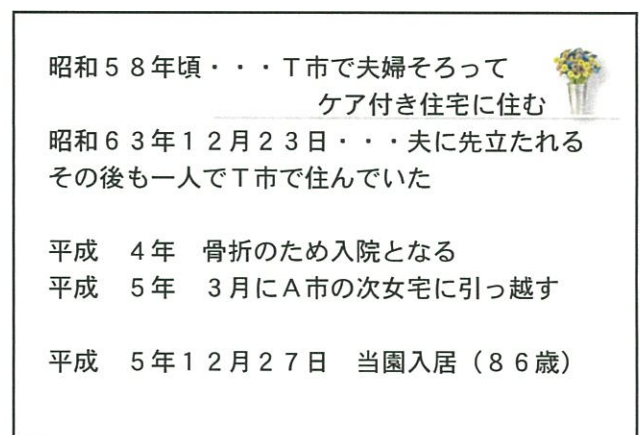 昭和５８年頃・・・Ｔ市で夫婦そろって
ケア付き住宅に住む
昭和６３年１２月２３日・・・夫に先立たれる
その後も一人でＴ市で住んでいた
平成　４年　骨折のため入院となる
平成　５年　３月にＡ市の次女宅に引っ越す
平成　５年１２月２７日　当園入居（８６歳）